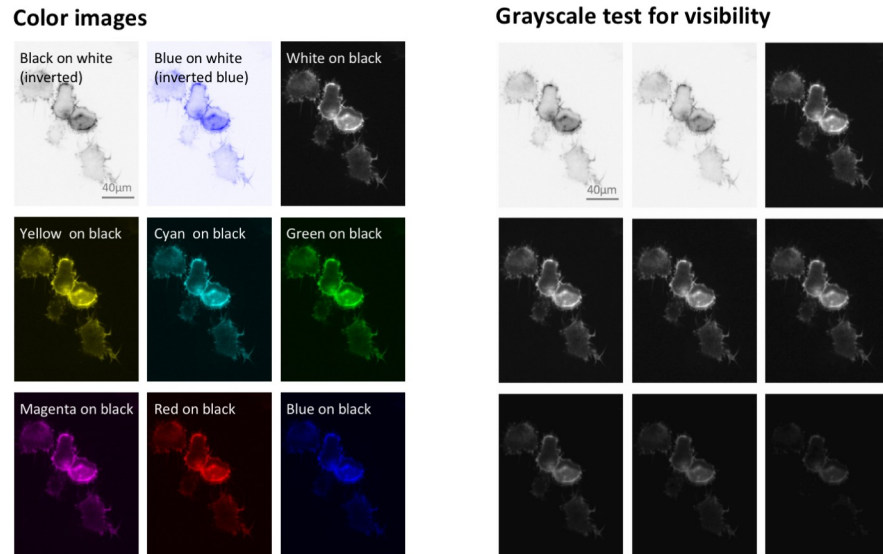 Color images
Grayscale test for visibility
Black on white
(inverted)
Blue on white
(inverted blue)
White on black
40µm
40µm
Yellow on black
Cyan on black
Green on black
Magenta on black
Red on black
Blue on black